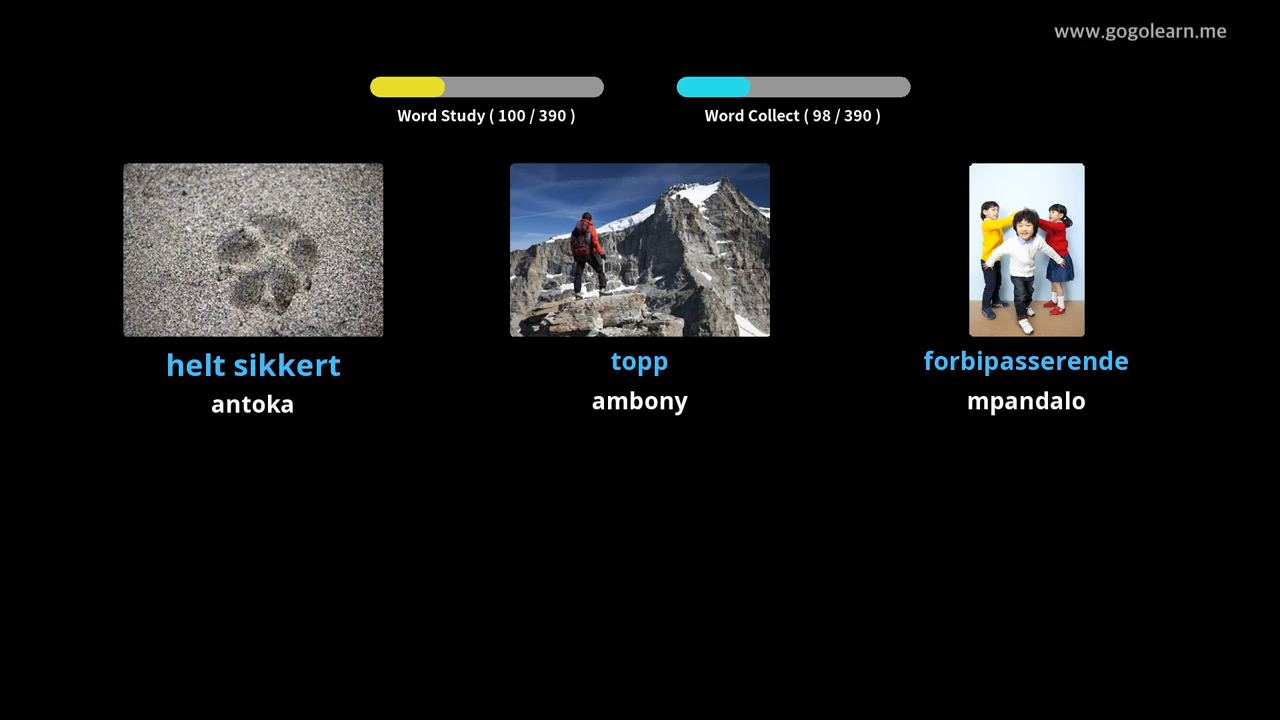 www.gogolearn.me
Word Study ( 100 / 390 )
Word Collect ( 98 / 390 )
helt sikkert
antoka
topp
ambony
forbipasserende
mpandalo